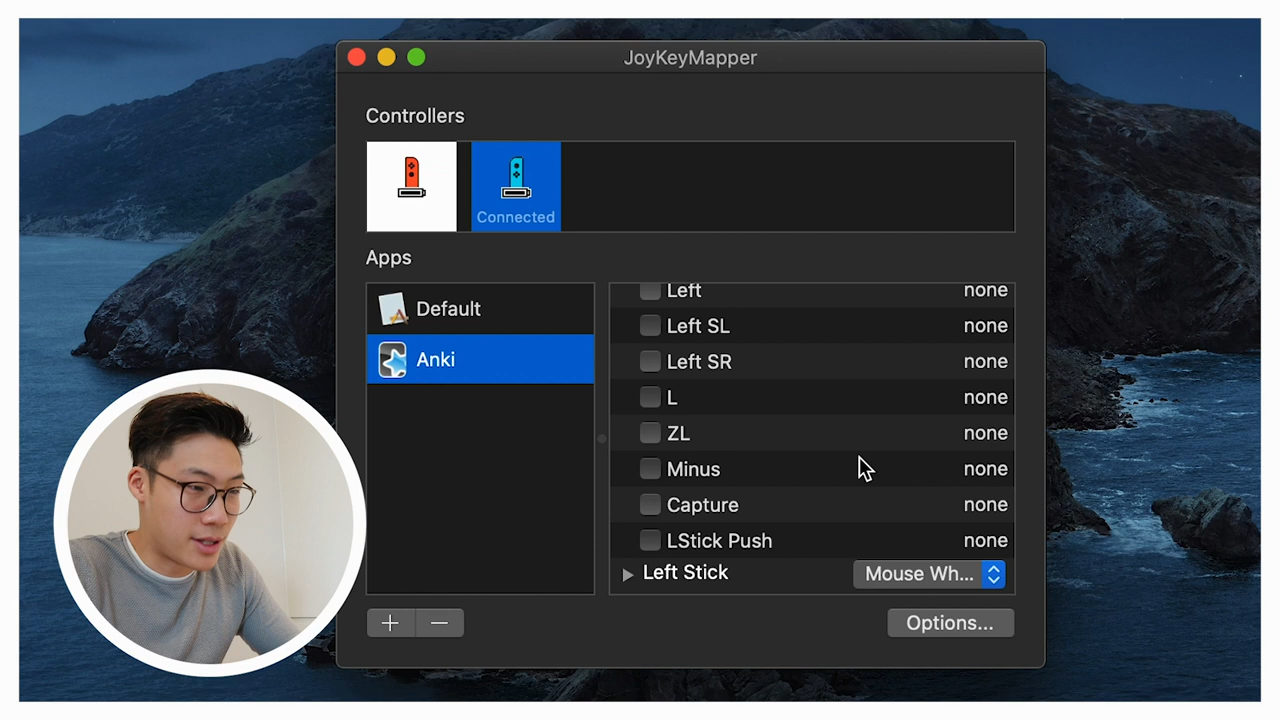 JoyKeyMapper
Controllers
Connected
Apps
Default
Anki
Left none
Left SL none
Left SR none
L none
ZL none
Minus none
Capture none
LStick Push none
Left Stick Mouse Wh...
Options...